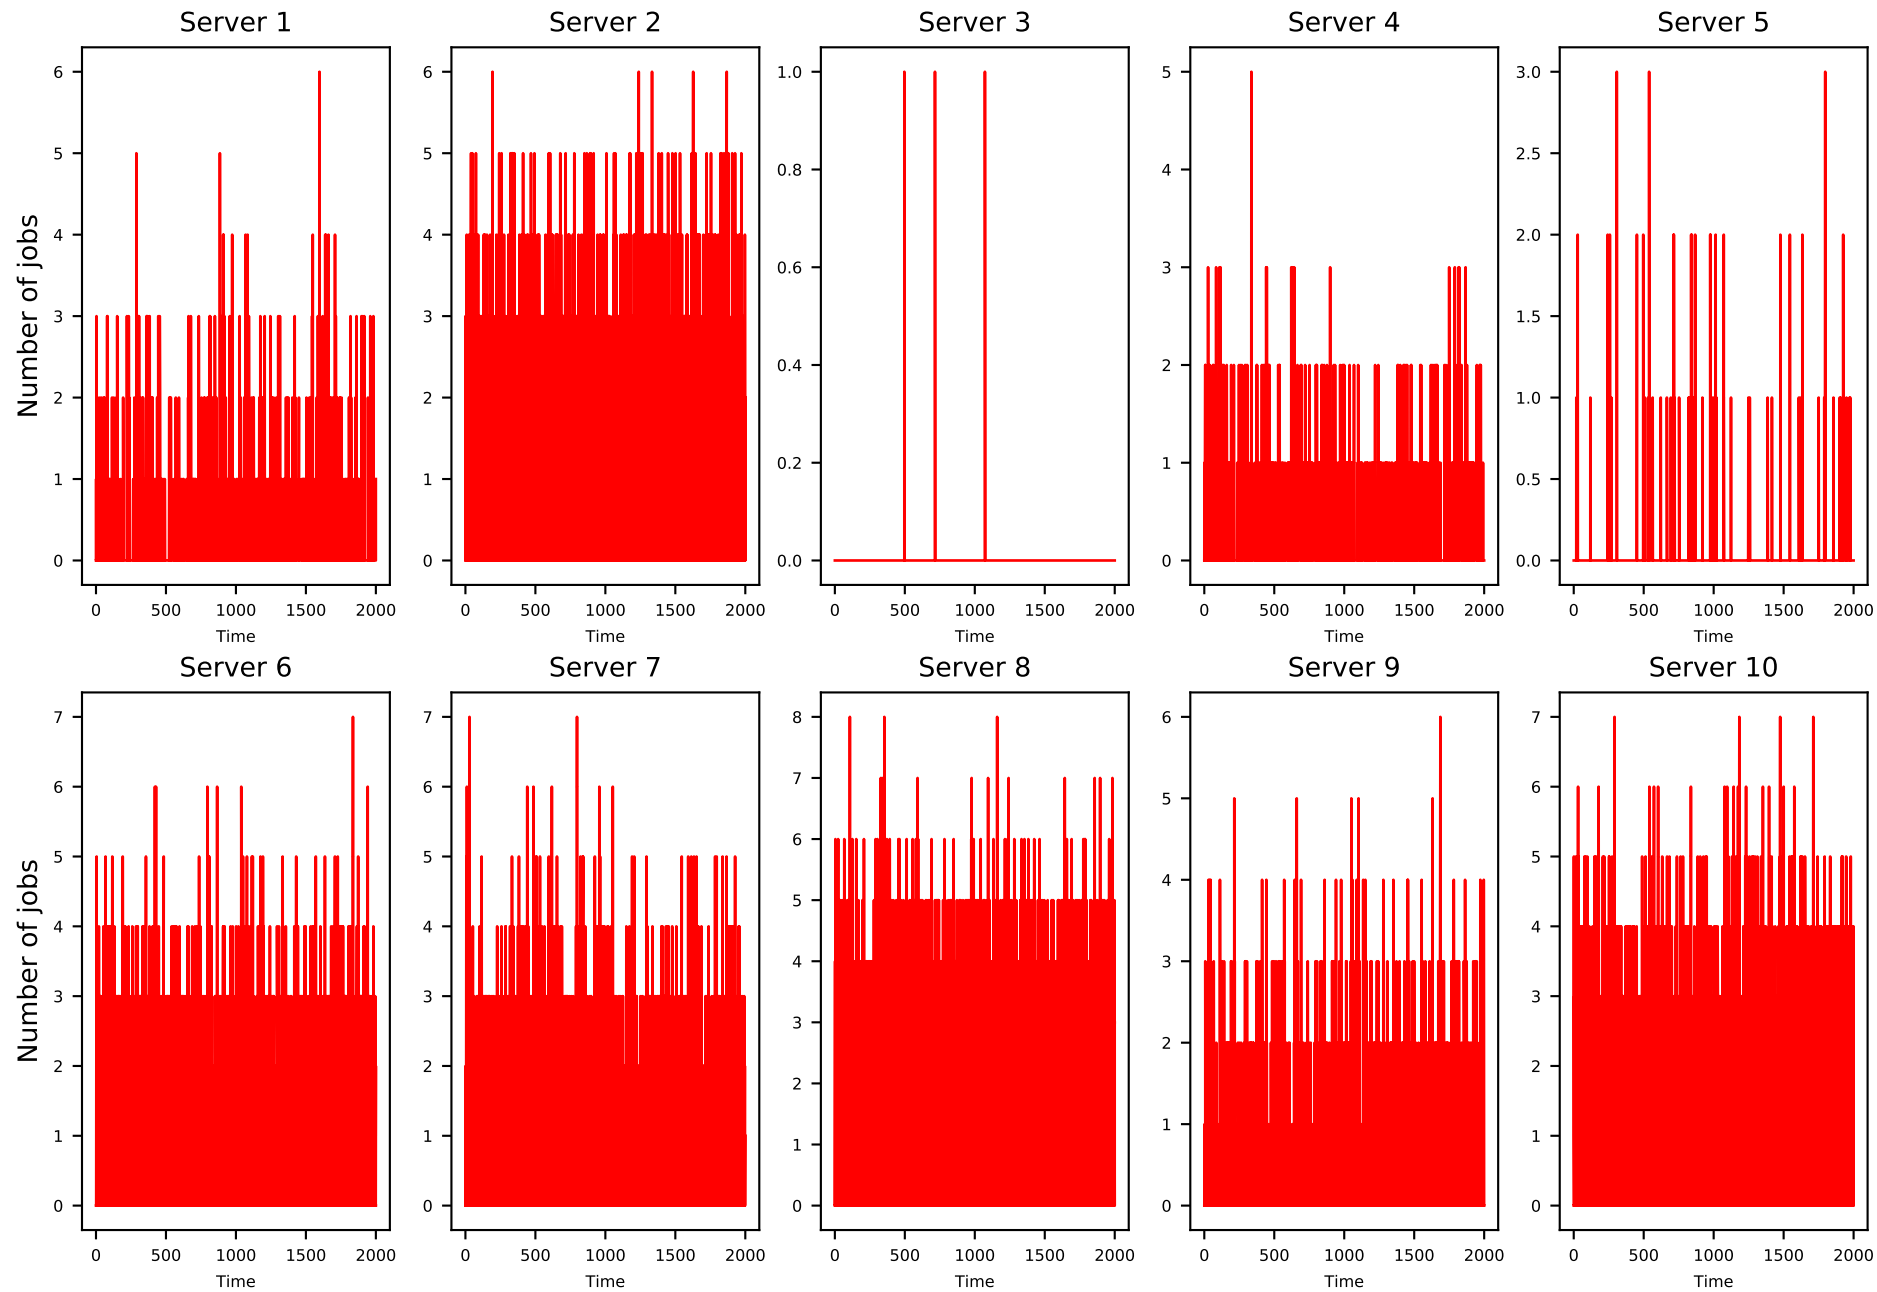 Server 1 Server 2 Server 3 Server 4 Server 5
Number of jobs
6 5 4 3 2 1 0
6 5 4 3 2 1 0
1.0 0.8 0.6 0.4 0.2 0.0
5 4 3 2 1 0
3.0 2.5 2.0 1.5 1.0 0.5 0.0
0 500 1000 1500 2000 0 500 1000 1500 2000 0 500 1000 1500 2000 0 500 1000 1500 2000 0 500 1000 1500 2000
Time Time Time Time Time
Server 6 Server 7 Server 8 Server 9 Server 10
Number of jobs
7 6 5 4 3 2 1 0
7 6 5 4 3 2 1 0
8 7 6 5 4 3 2 1 0
6 5 4 3 2 1 0
7 6 5 4 3 2 1 0
0 500 1000 1500 2000 0 500 1000 1500 2000 0 500 1000 1500 2000 0 500 1000 1500 2000 0 500 1000 1500 2000
Time Time Time Time Time